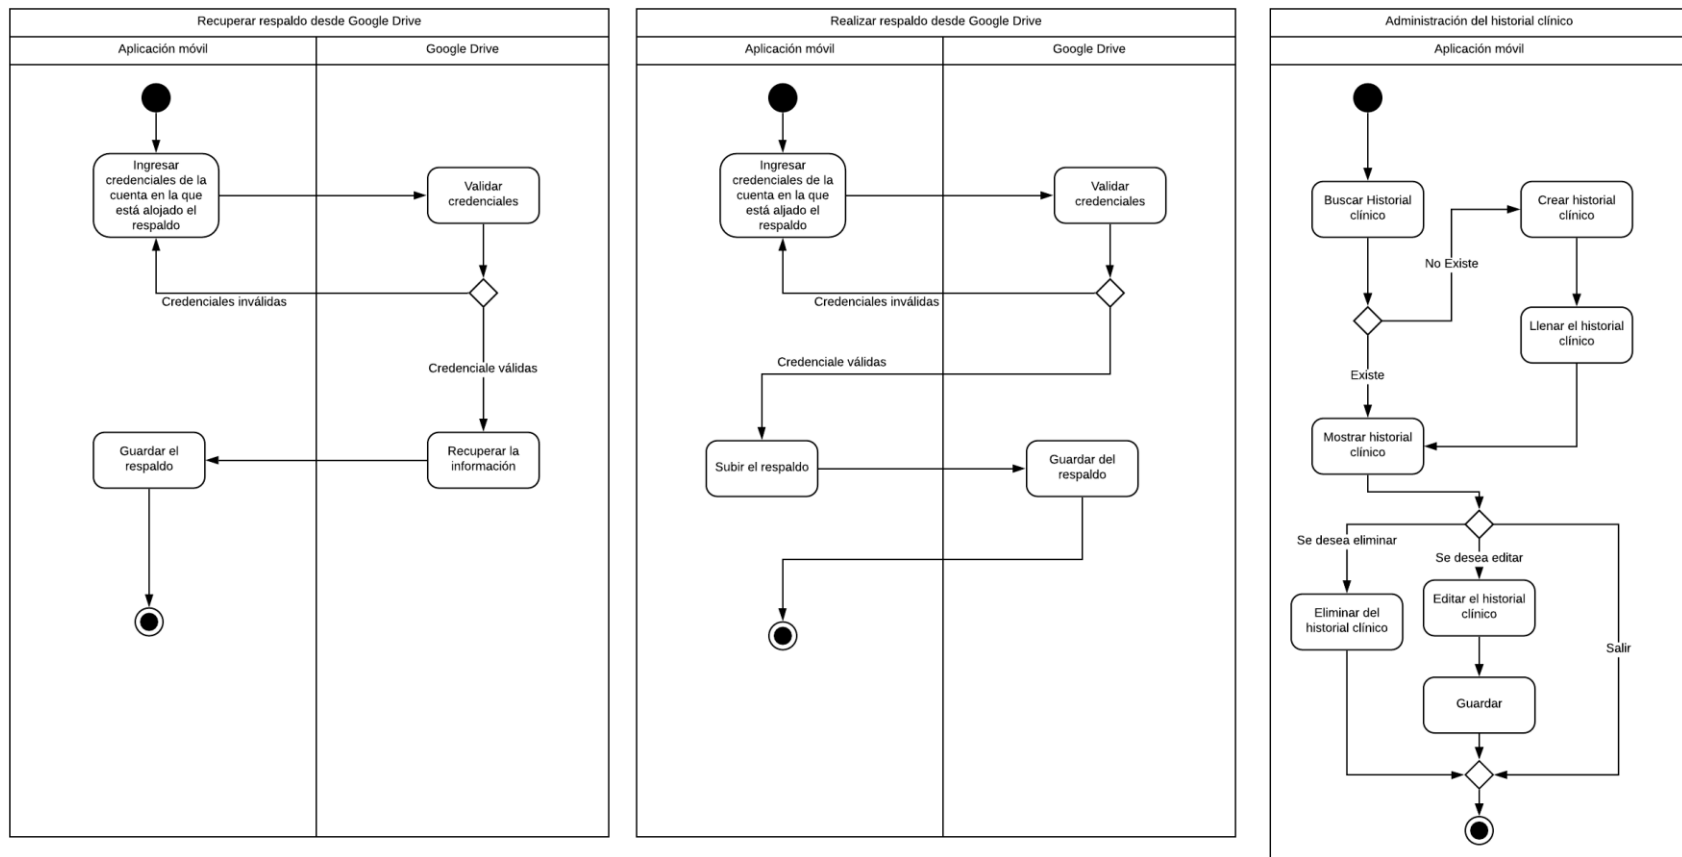 Recuperar respaldo desde Google Drive
Aplicación móvil
Google Drive
Ingresar
credenciales de la
cuenta en la que
está alojado el
respaldo
Validar
credenciales
Credenciales inválidas
Credenciale válidas
Guardar el
respaldo
Recuperar la
información
Realizar respaldo desde Google Drive
Aplicación móvil
Google Drive
Ingresar
credenciales de la
cuenta en la que
está aljado el
respaldo
Validar
credenciales
Credenciales inválidas
Credenciale válidas
Subir el respaldo
Guardar del
respaldo
Administración del historial clínico
Aplicación móvil
Buscar Historial
clínico
Crear historial
clínico
No Existe
Llenar el historial
clínico
Existe
Mostrar historial
clínico
Se desea eliminar
Se desea editar
Eliminar del
historial clínico
Editar el historial
clínico
Salir
Guardar